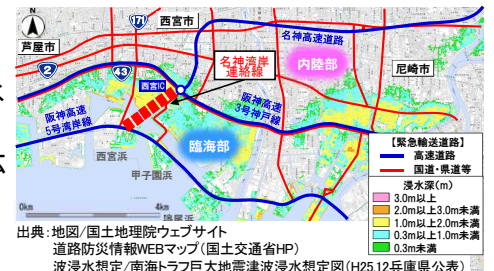 N
171
西宮市
芦屋市
2
43
名神高速道路
名神湾岸
連絡線
内陸部
尼崎市
西宮IC
阪神高速
5号湾岸線
阪神高速
3号神戸線
臨海部
西宮浜
甲子園浜
鳴尾浜
0km
4km
【緊急輸送道路】
高速道路
国道・県道等
浸水深(m)
3.0m以上
2.0m以上3.0m未満
1.0m以上2.0m未満
0.3m以上1.0m未満
0.3m未満
出典:地図/国土地理院ウェブサイト
道路防災情報WEBマップ(国土交通省HP)
波浸水想定/南海トラフ巨大地震津波浸水想定図(H25.12兵庫県公表)